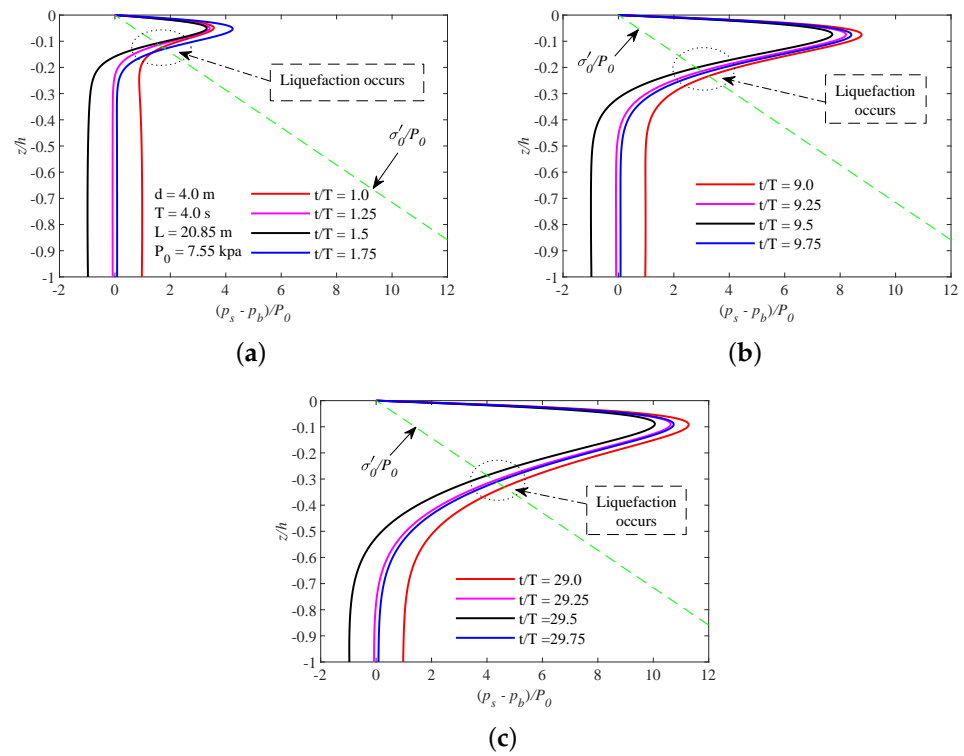 0
-0.1
-0.2
-0.3
-0.4
-0.5
-0.6
-0.7
-0.8
-0.9
-1
z/h
Liquefaction occurs
σ′0/P0
d = 4.0 m
T = 4.0 s
L = 20.85 m
P0 = 7.55 kpa
t/T = 1.0
t/T = 1.25
t/T = 1.5
t/T = 1.75
-2 0 2 4 6 8 10 12
(ps - pb)/P0
(a)
0
-0.1
-0.2
-0.3
-0.4
-0.5
-0.6
-0.7
-0.8
-0.9
-1
z/h
σ′0/P0
Liquefaction
occurs
t/T = 9.0
t/T = 9.25
t/T = 9.5
t/T = 9.75
-2 0 2 4 6 8 10 12
(ps - pb)/P0
(b)
0
-0.1
-0.2
-0.3
-0.4
-0.5
-0.6
-0.7
-0.8
-0.9
-1
z/h
σ′0/P0
Liquefaction
occurs
t/T = 29.0
t/T = 29.25
t/T =29.5
t/T = 29.75
-2 0 2 4 6 8 10 12
(ps - pb)/P0
(c)